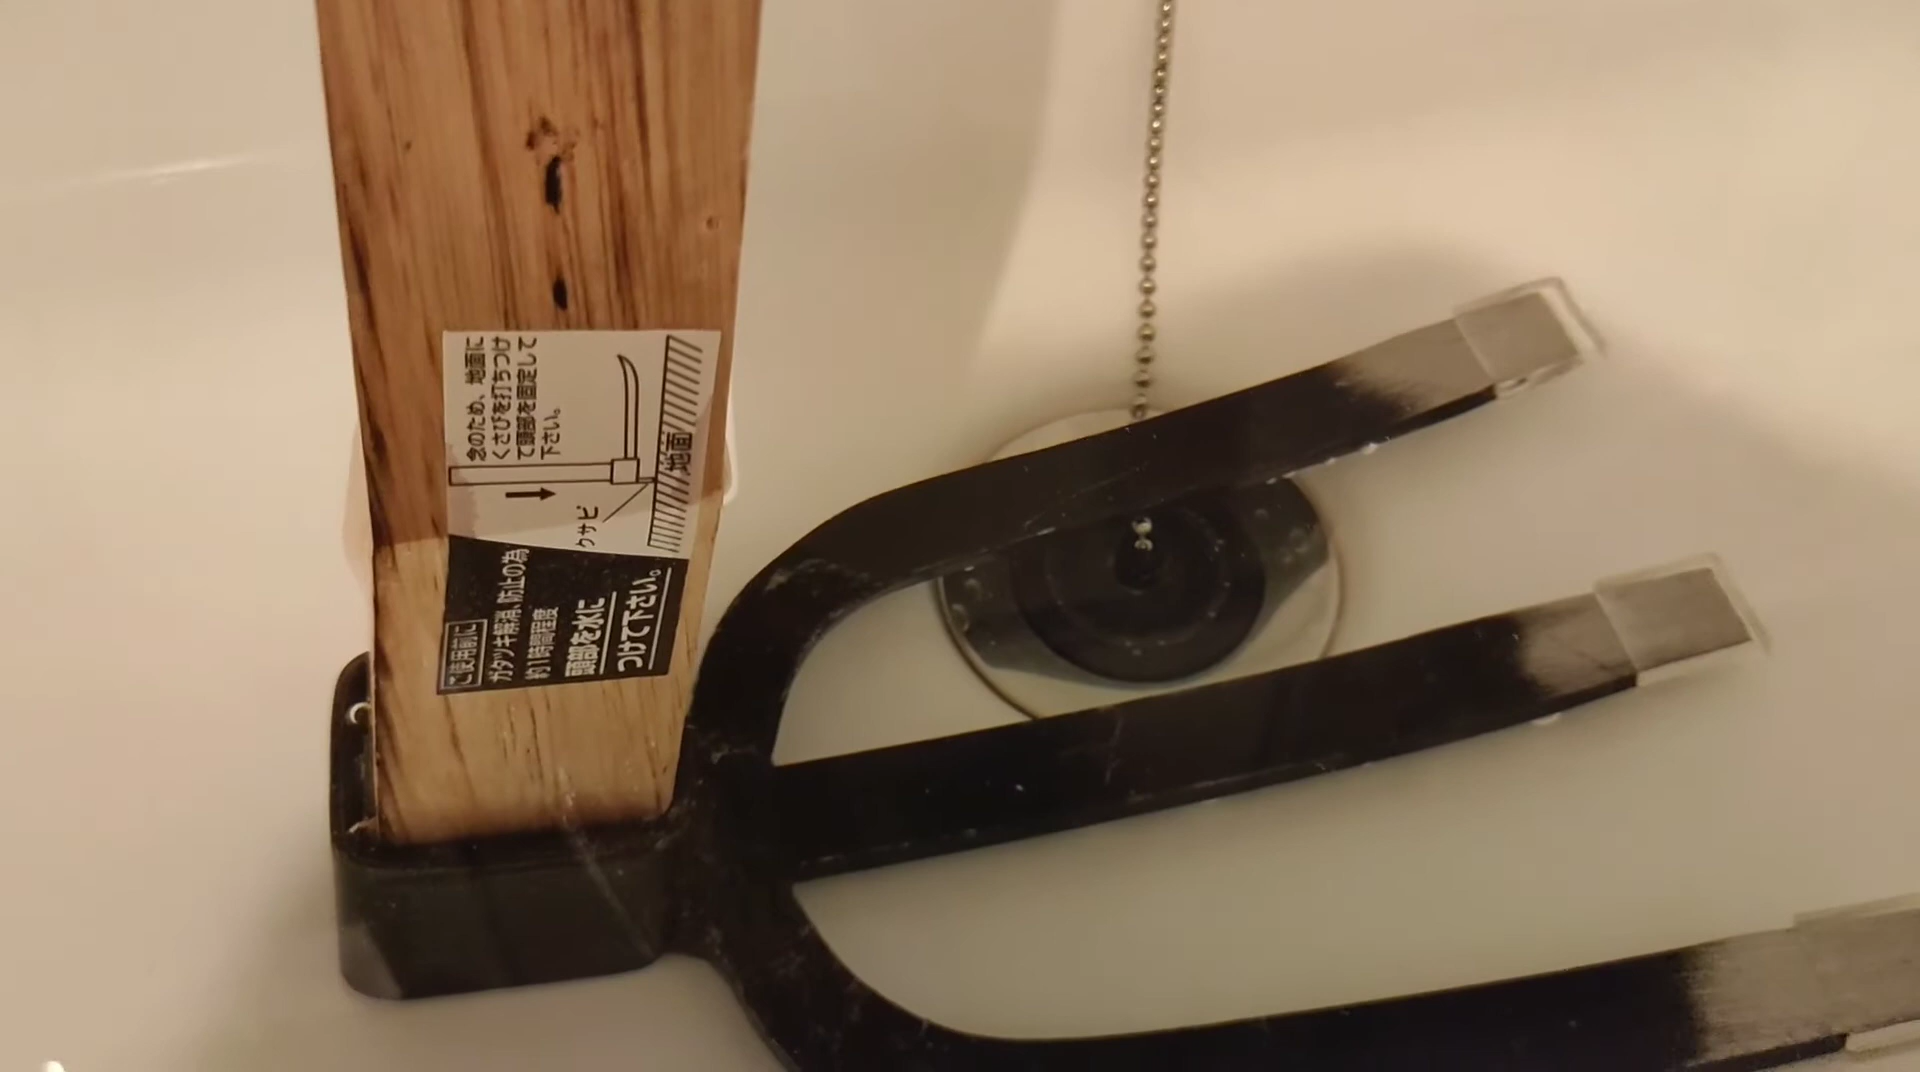 念のため、地面に
くさびを打ちつけ
て頭部を固定して
下さい。
地面
クサビ
ご使用前に
ガタツキ解消、防止の為
約1時間程度
頭部を水に
つけて下さい。